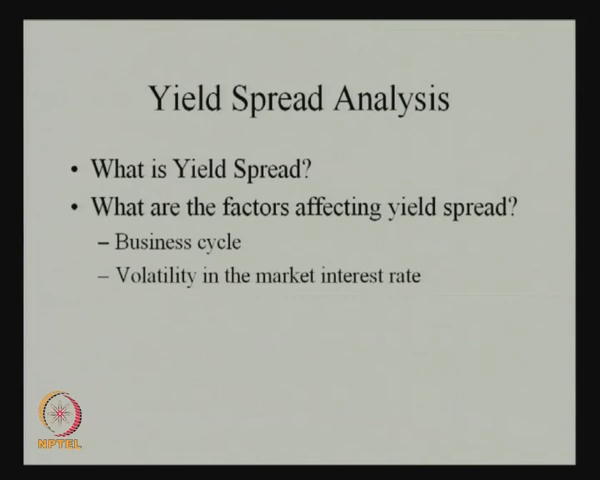 Yield Spread Analysis
• What is Yield Spread?
• What are the factors affecting yield spread?
– Business cycle
– Volatility in the market interest rate
NPTEL